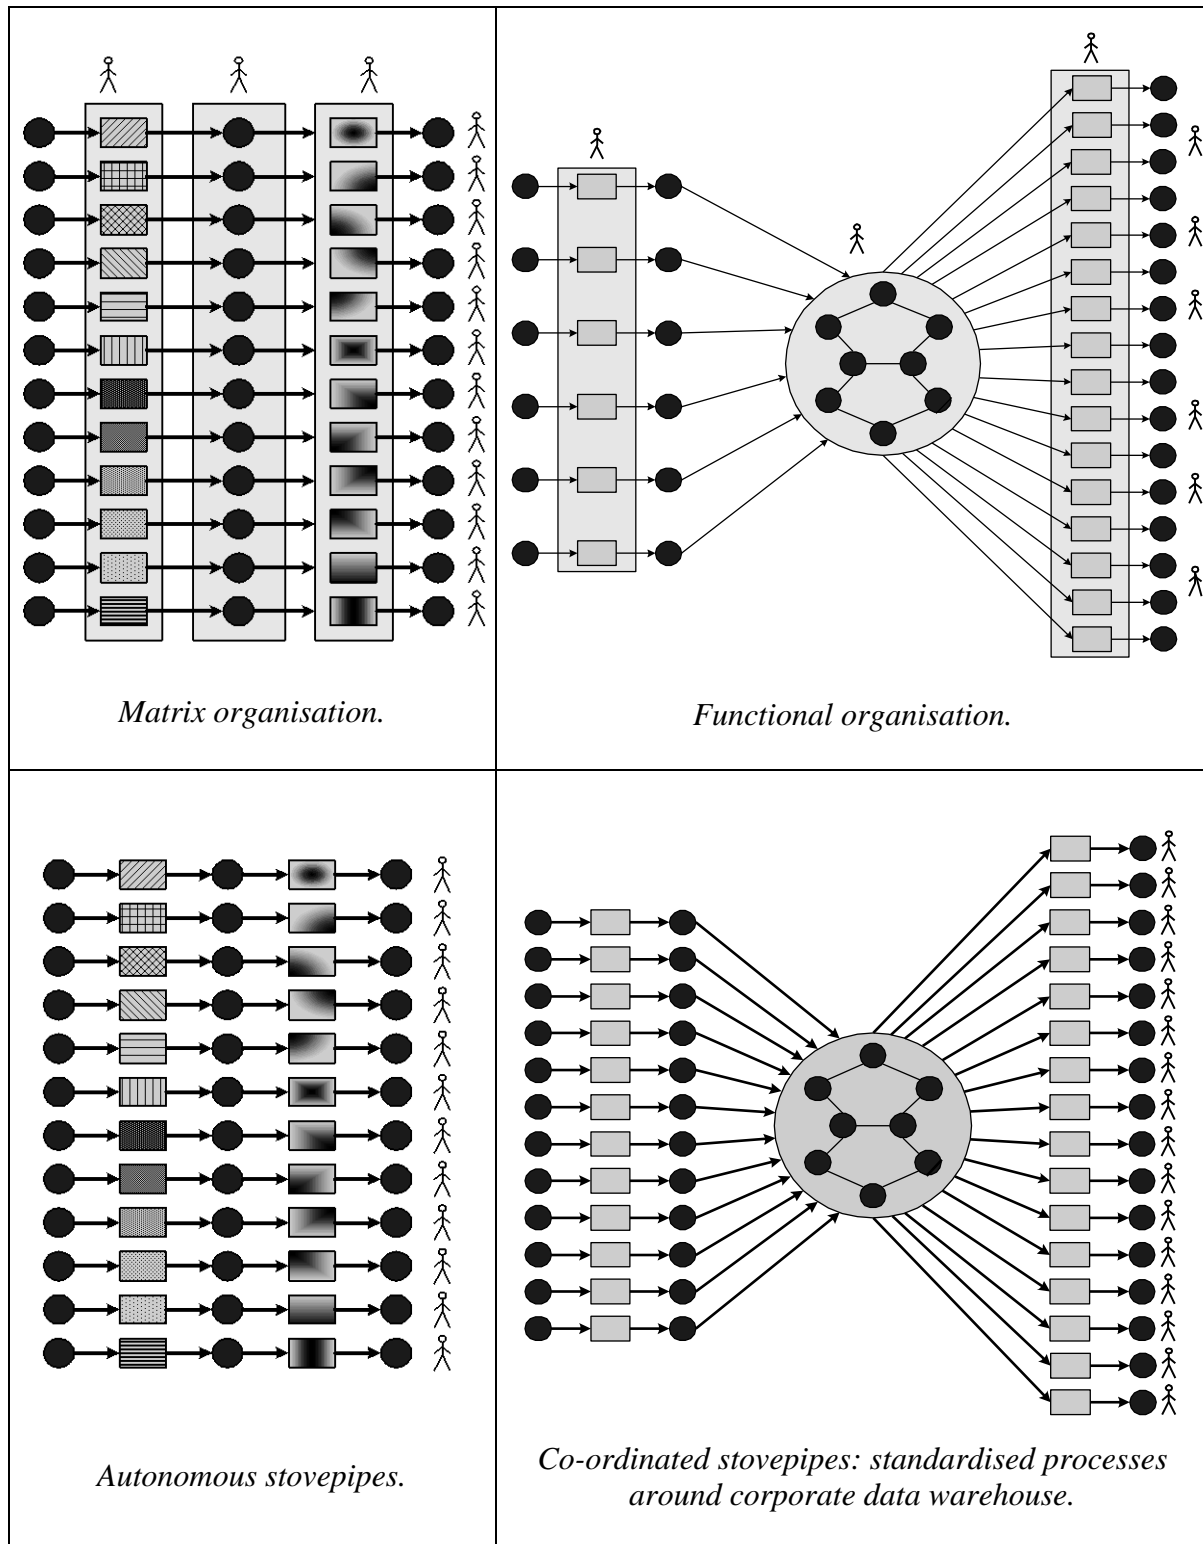 Matrix organisation.
Functional organisation.
Autonomous stovepipes.
Co-ordinated stovepipes: standardised processes
around corporate data warehouse.